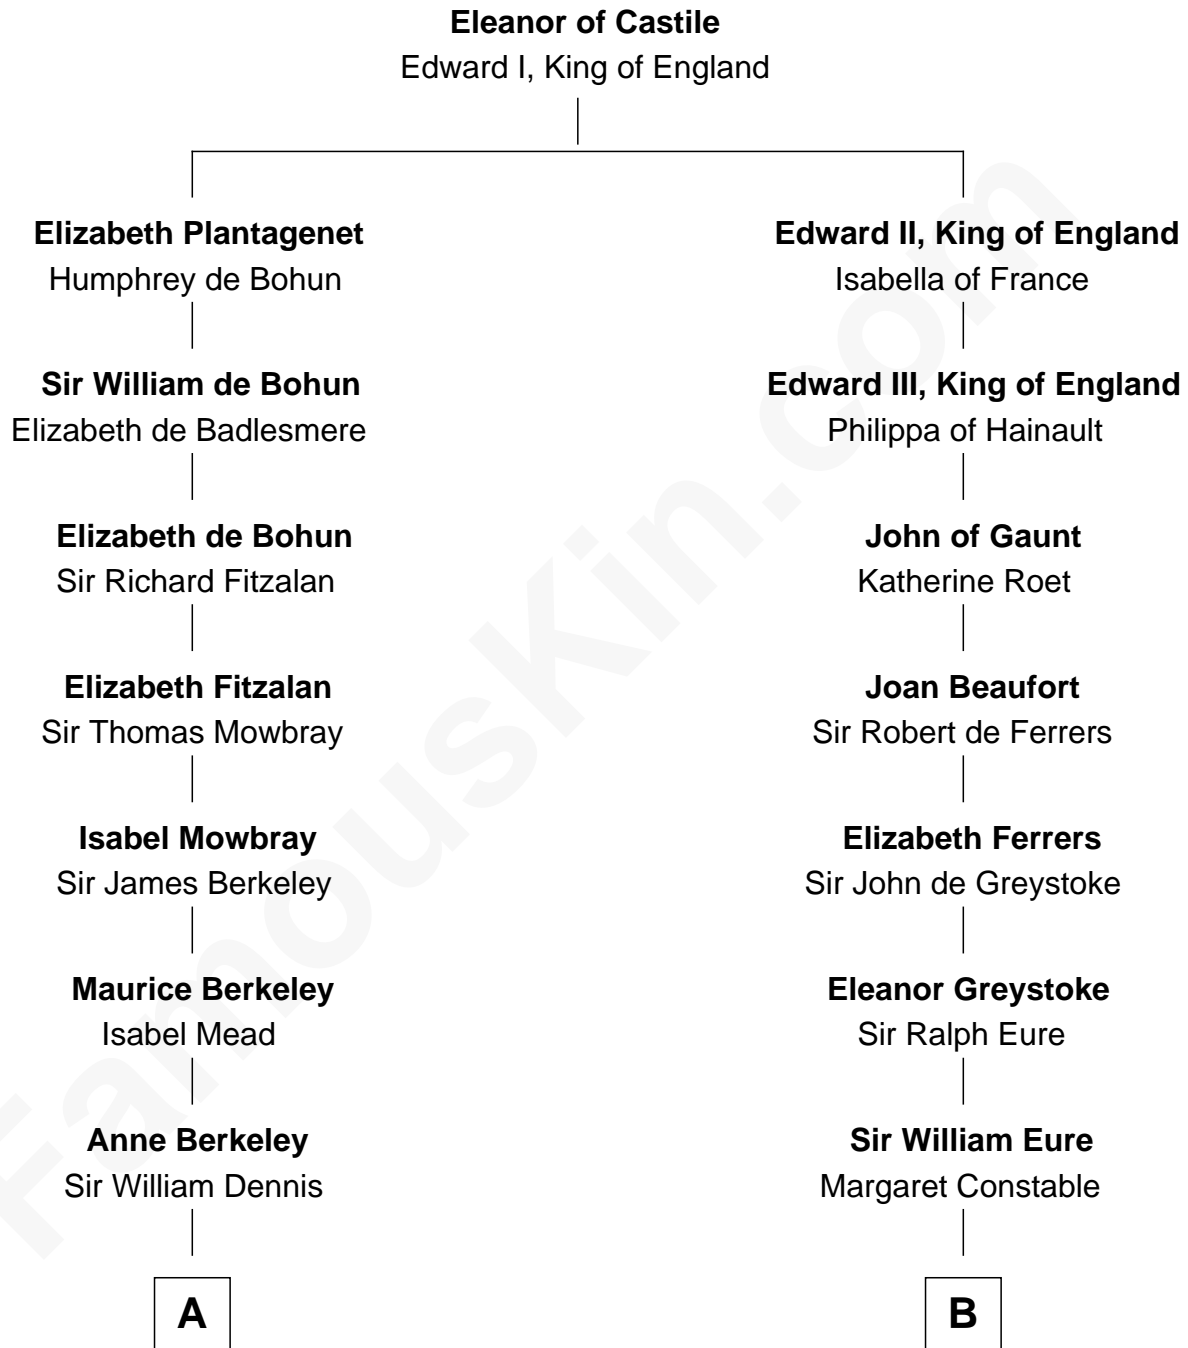 Eleanor of Castile
Edward I, King of England
Elizabeth Plantagenet
Humphrey de Bohun
Edward II, King of England
Isabella of France
Sir William de Bohun
Elizabeth de Badlesmere
Edward III, King of England
Philippa of Hainault
Elizabeth de Bohun
Sir Richard Fitzalan
John of Gaunt
Katherine Roet
Elizabeth Fitzalan
Sir Thomas Mowbray
Joan Beaufort
Sir Robert de Ferrers
Isabel Mowbray
Sir James Berkeley
Elizabeth Ferrers
Sir John de Greystoke
Maurice Berkeley
Isabel Mead
Eleanor Greystoke
Sir Ralph Eure
Anne Berkeley
Sir William Dennis
Sir William Eure
Margaret Constable
A
B
FamousKin.com